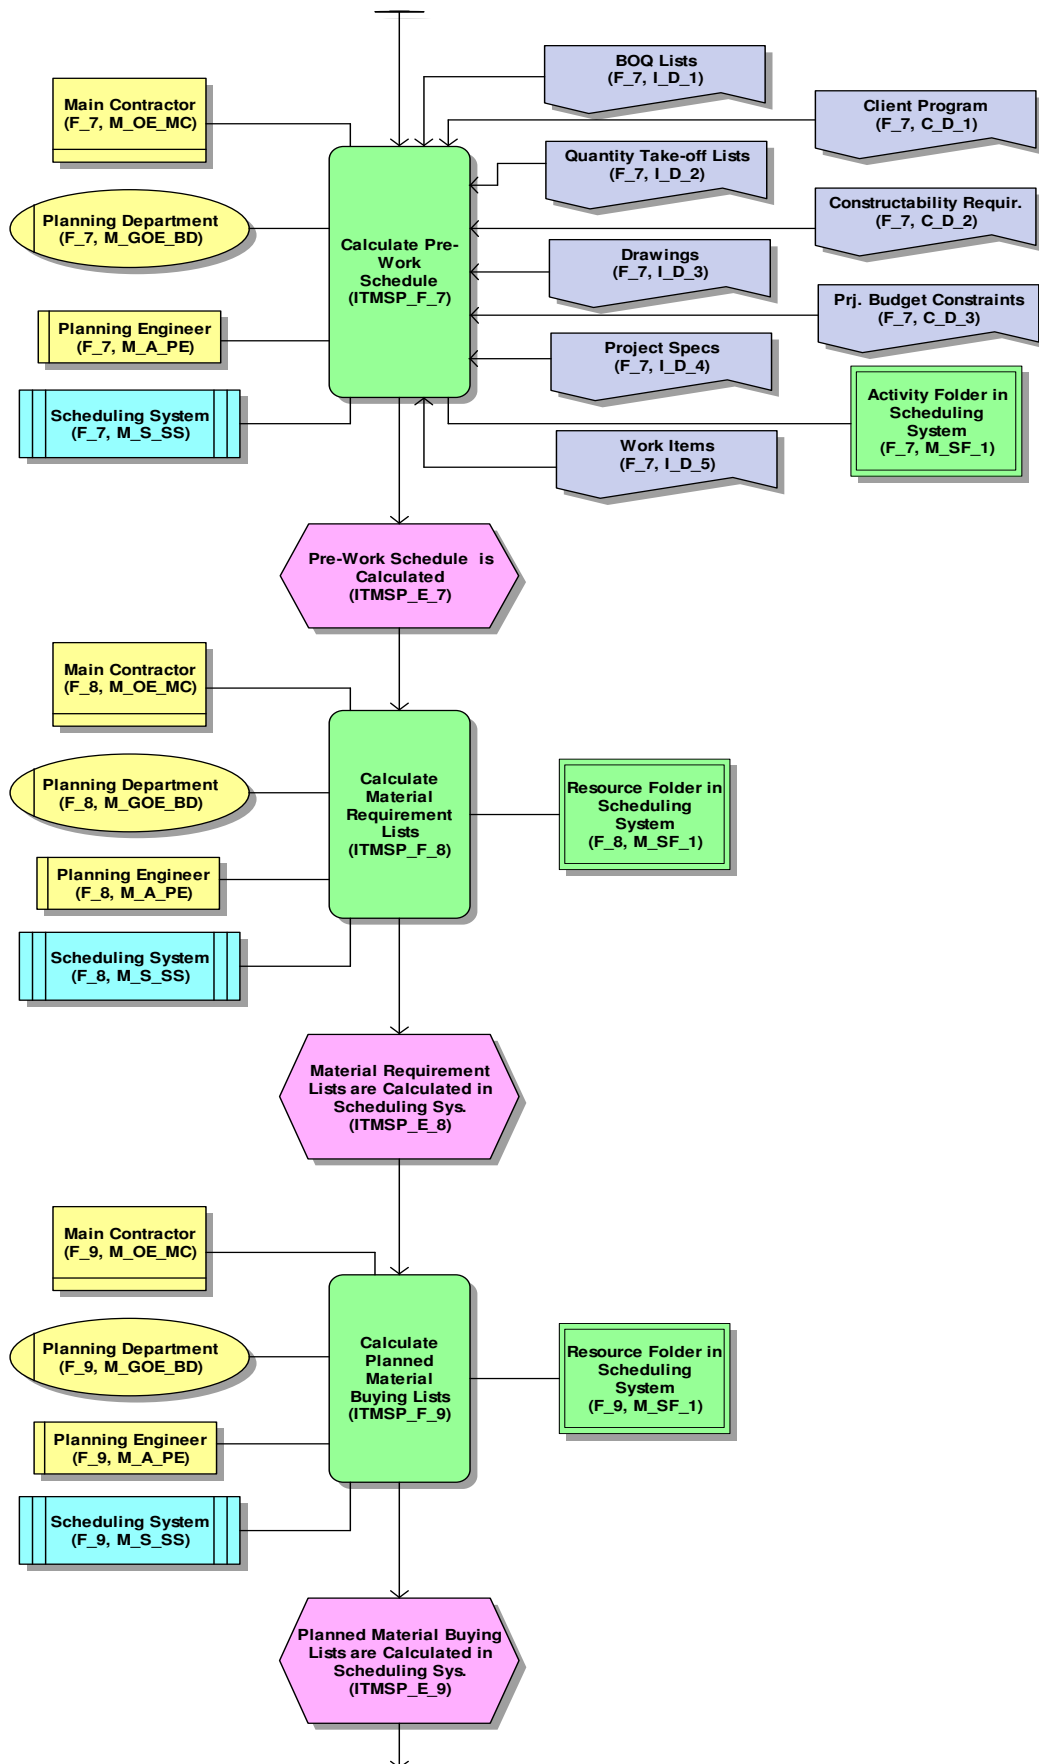 BOQ Lists
(F_7, I_D_1)
Main Contractor
(F_7, M_OE_MC)
Client Program
(F_7, C_D_1)
Quantity Take-off Lists
(F_7, I_D_2)
Planning Department
(F_7, M_GOE_BD)
Constructability Requir.
(F_7, C_D_2)
Calculate Pre-
Work
Schedule
(ITMSP_F_7)
Drawings
(F_7, I_D_3)
Prj. Budget Constraints
(F_7, C_D_3)
Planning Engineer
(F_7, M_A_PE)
Project Specs
(F_7, I_D_4)
Scheduling System
(F_7, M_S_SS)
Activity Folder in
Scheduling
System
(F_7, M_SF_1)
Work Items
(F_7, I_D_5)
Pre-Work Schedule is
Calculated
(ITMSP_E_7)
Main Contractor
(F_8, M_OE_MC)
Planning Department
(F_8, M_GOE_BD)
Calculate
Material
Requirement
Lists
(ITMSP_F_8)
Resource Folder in
Scheduling
System
(F_8, M_SF_1)
Planning Engineer
(F_8, M_A_PE)
Scheduling System
(F_8, M_S_SS)
Material Requirement
Lists are Calculated in
Scheduling Sys.
(ITMSP_E_8)
Main Contractor
(F_9, M_OE_MC)
Planning Department
(F_9, M_GOE_BD)
Calculate
Planned
Material
Buying Lists
(ITMSP_F_9)
Resource Folder in
Scheduling
System
(F_9, M_SF_1)
Planning Engineer
(F_9, M_A_PE)
Scheduling System
(F_9, M_S_SS)
Planned Material Buying
Lists are Calculated in
Scheduling Sys.
(ITMSP_E_9)